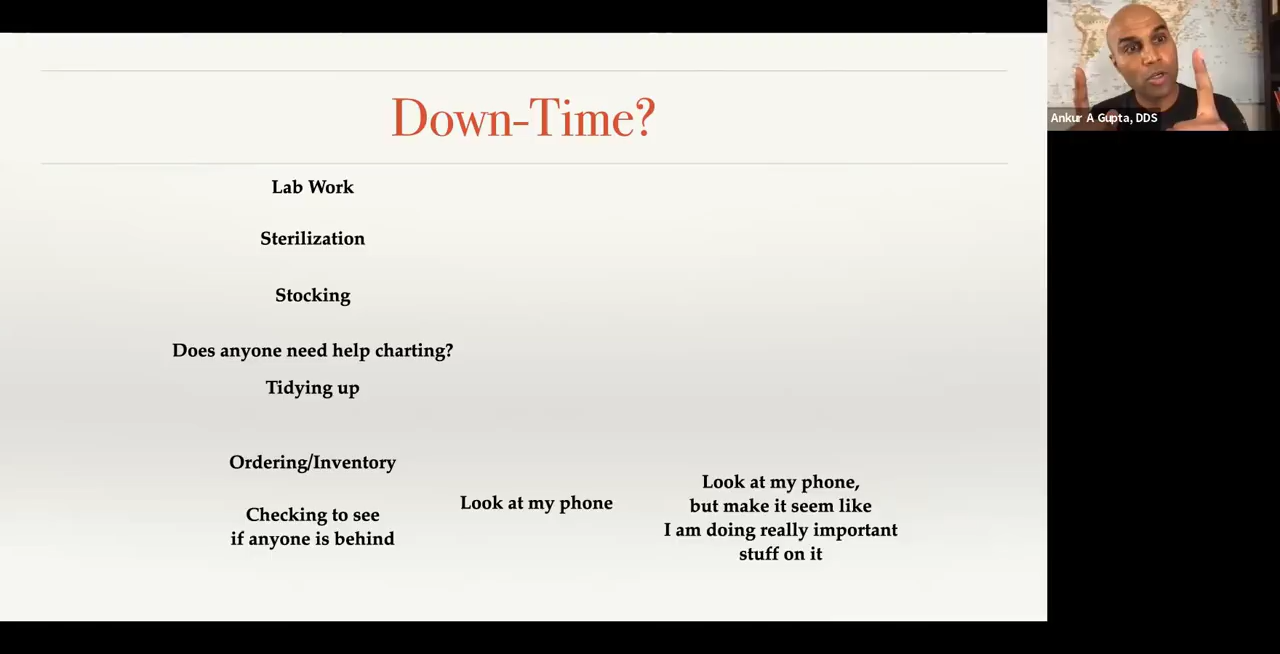 Down-Time?
Lab Work
Sterilization
Stocking
Does anyone need help charting?
Tidying up
Ordering/Inventory
Checking to see
if anyone is behind
Look at my phone
Look at my phone,
but make it seem like
I am doing really important
stuff on it
Ankur A Gupta, DDS